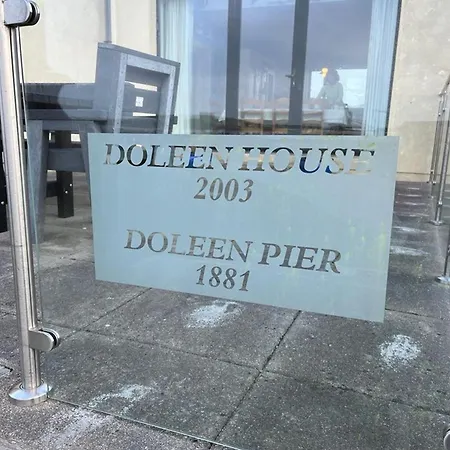 DOLEEN HOUSE
2003
DOLEEN PIER
1881